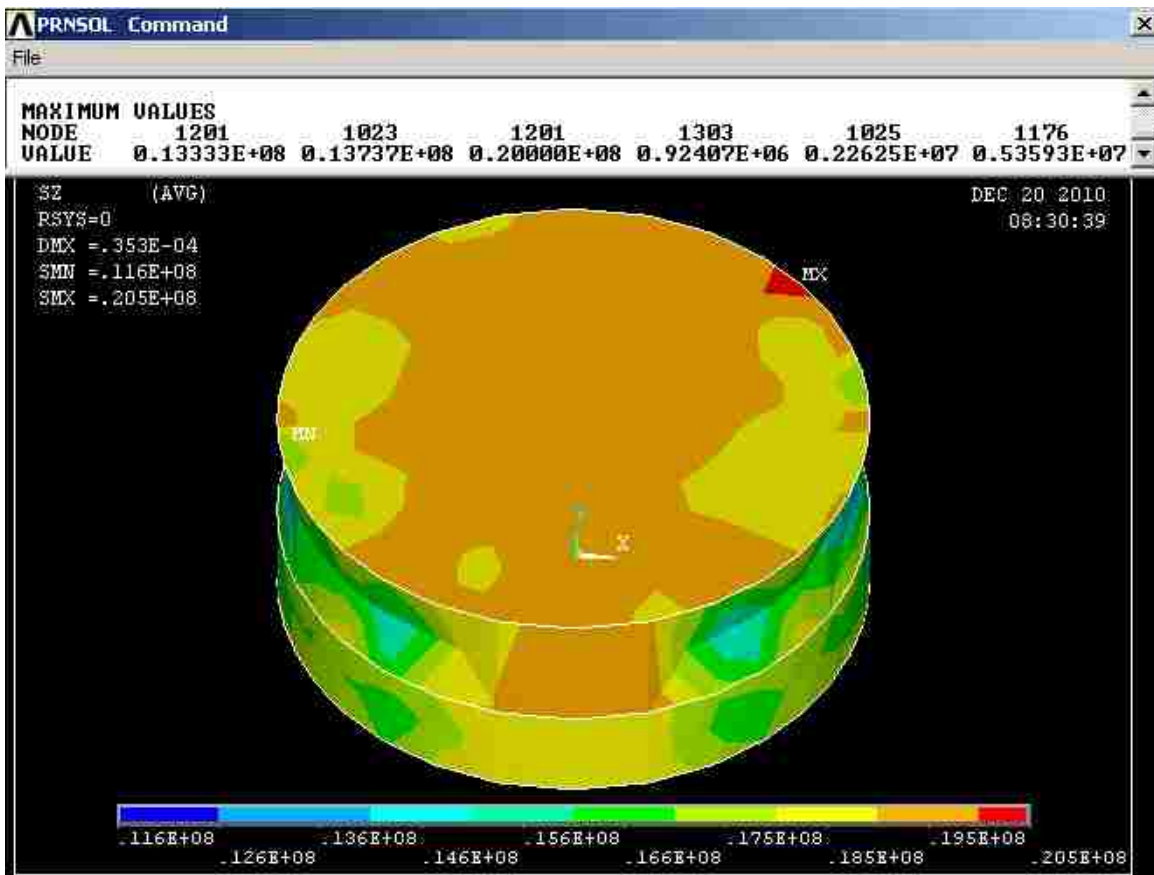 PRNSOL Command
File
MAXIMUM VALUES
NODE 1201 1023 1201 1303 1025 1176
VALUE 0.13333E+08 0.13737E+08 0.20000E+08 0.92407E+06 0.22625E+07 0.53593E+07
SZ (AVG)
RSYS=0
DMX =.353E-04
SMN =.116E+08
SMX =.205E+08
DEC 20 2010
08:30:39
MX
MN
X
.116E+08 .136E+08 .156E+08 .175E+08 .195E+08
.126E+08 .146E+08 .166E+08 .185E+08 .205E+08